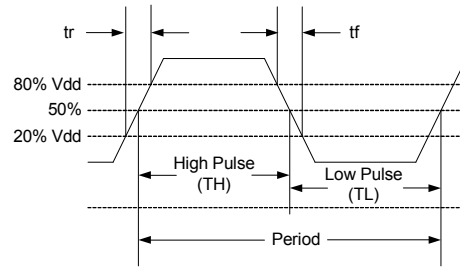 tr
tf
80% Vdd
50%
20% Vdd
High Pulse
(TH)
Low Pulse
(TL)
Period